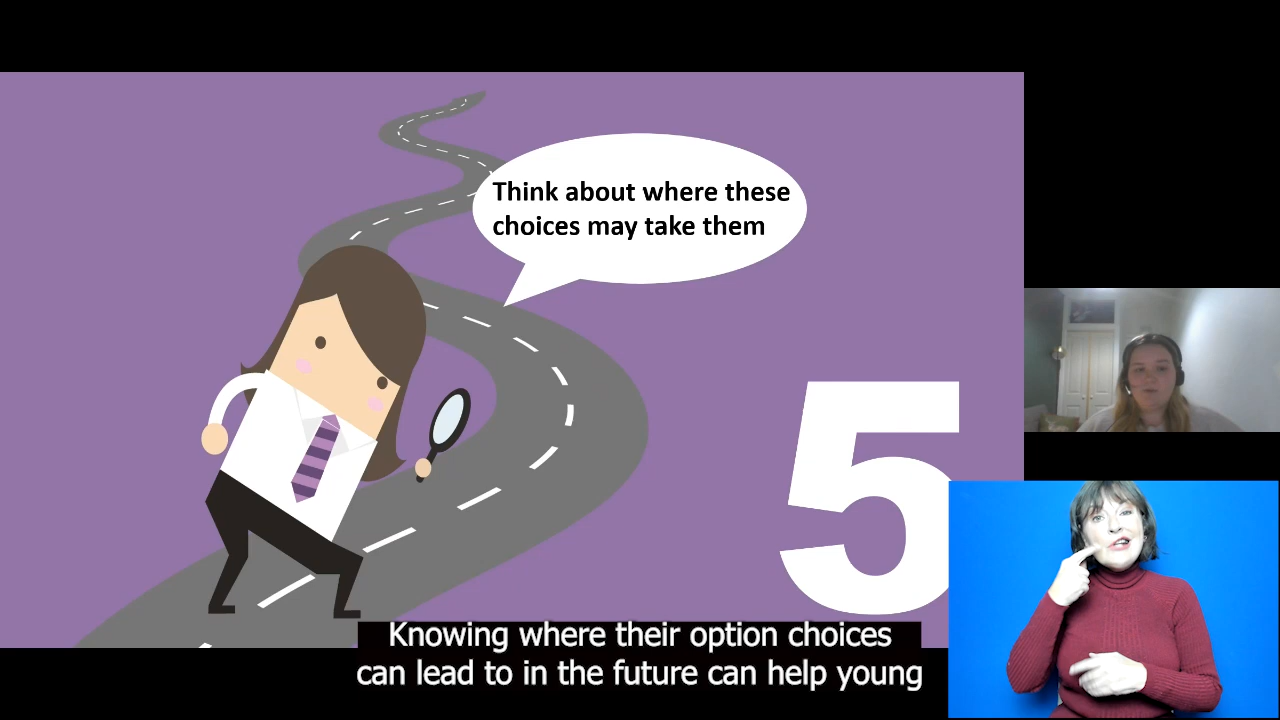 Think about where these
choices may take them
5
Knowing where their option choices
can lead to in the future can help young